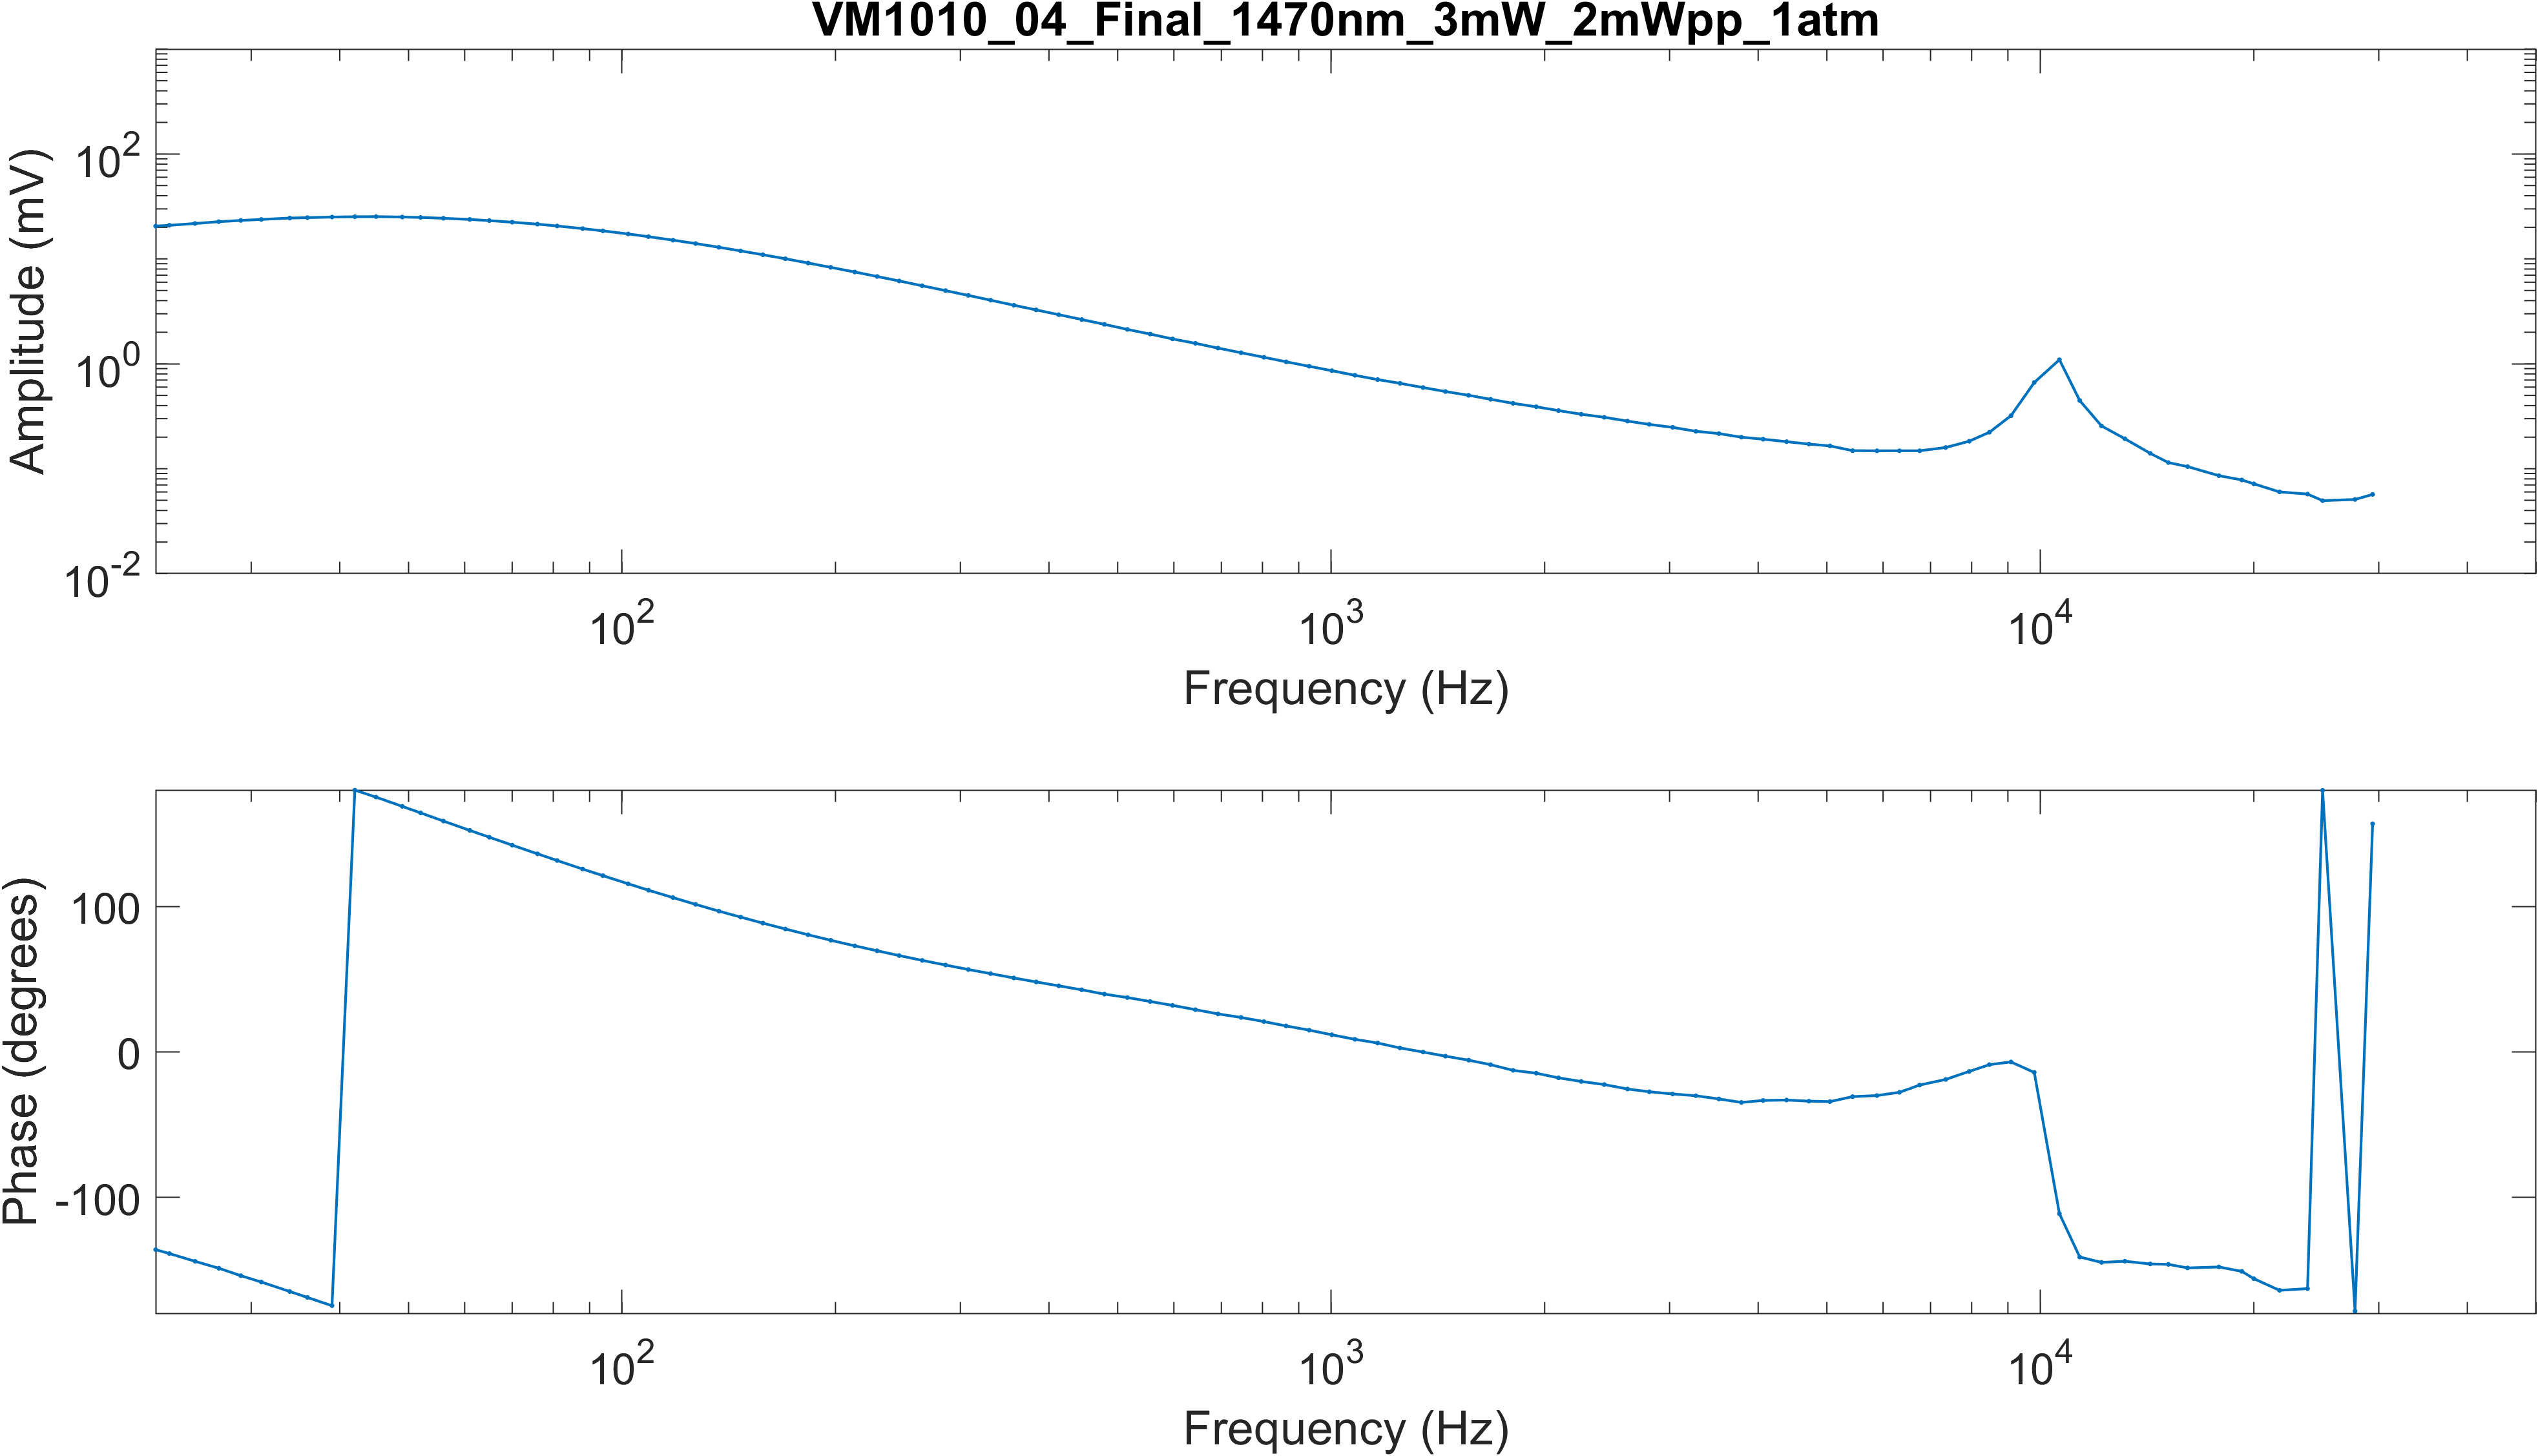 VM1010_04_Final_1470nm_3mW_2mWpp_1atm
Amplitude (mV)
10^2
10^0
10^-2
10^2
10^3
10^4
Frequency (Hz)
Phase (degrees)
100
0
-100
10^2
10^3
10^4
Frequency (Hz)